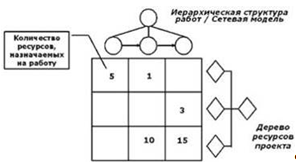 Иерархическая структура
работ / Сетевая модель
Количество
ресурсов,
назначаемых
на работу
5 1
3
10 15
Дерево
ресурсов
проекта